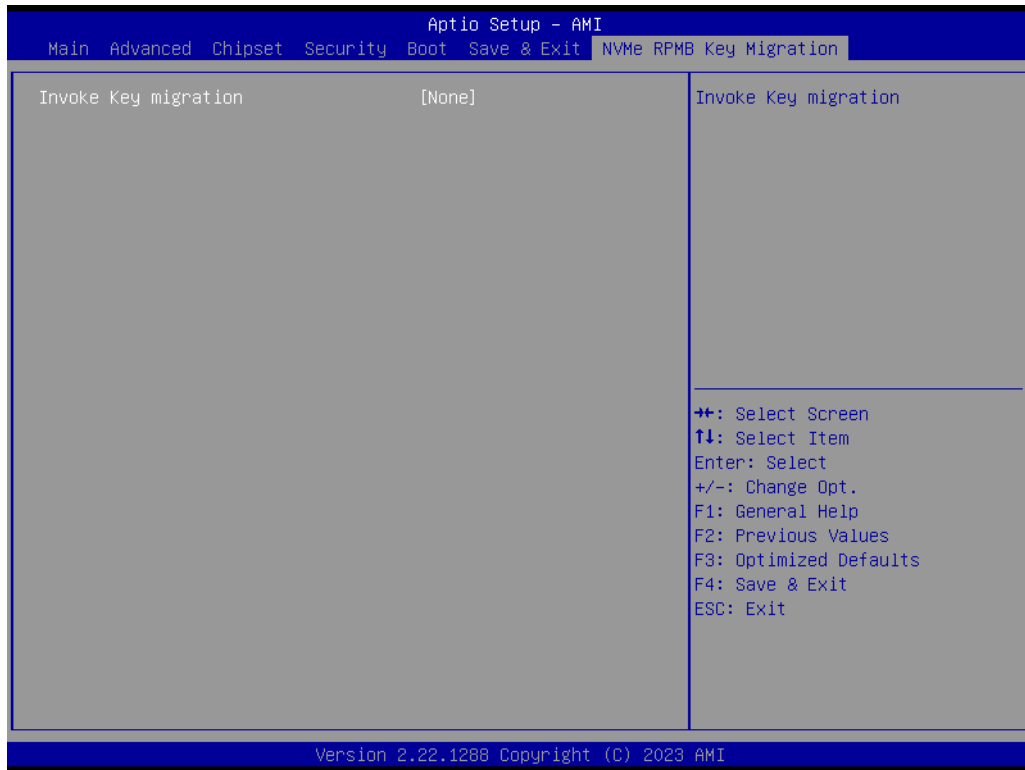 Aptio Setup – AMI
Main Advanced Chipset Security Boot Save & Exit NVMe RPMB Key Migration
Invoke Key migration [None]
Invoke Key migration
→←: Select Screen
↑↓: Select Item
Enter: Select
+/-: Change Opt.
F1: General Help
F2: Previous Values
F3: Optimized Defaults
F4: Save & Exit
ESC: Exit
Version 2.22.1288 Copyright (C) 2023 AMI